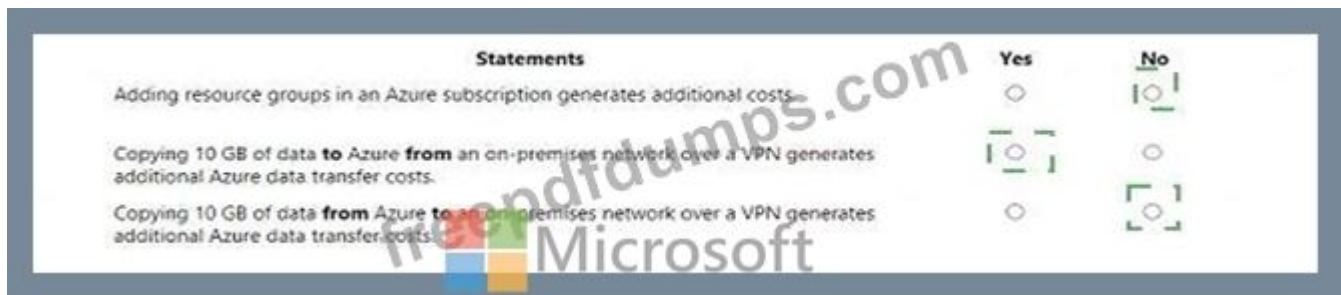 Statements Yes No
Adding resource groups in an Azure subscription generates additional costs.
Copying 10 GB of data to Azure from an on-premises network over a VPN generates
additional Azure data transfer costs.
Copying 10 GB of data from Azure to an on-premises network over a VPN generates
additional Azure data transfer costs.
freepdfdumps.com
Microsoft